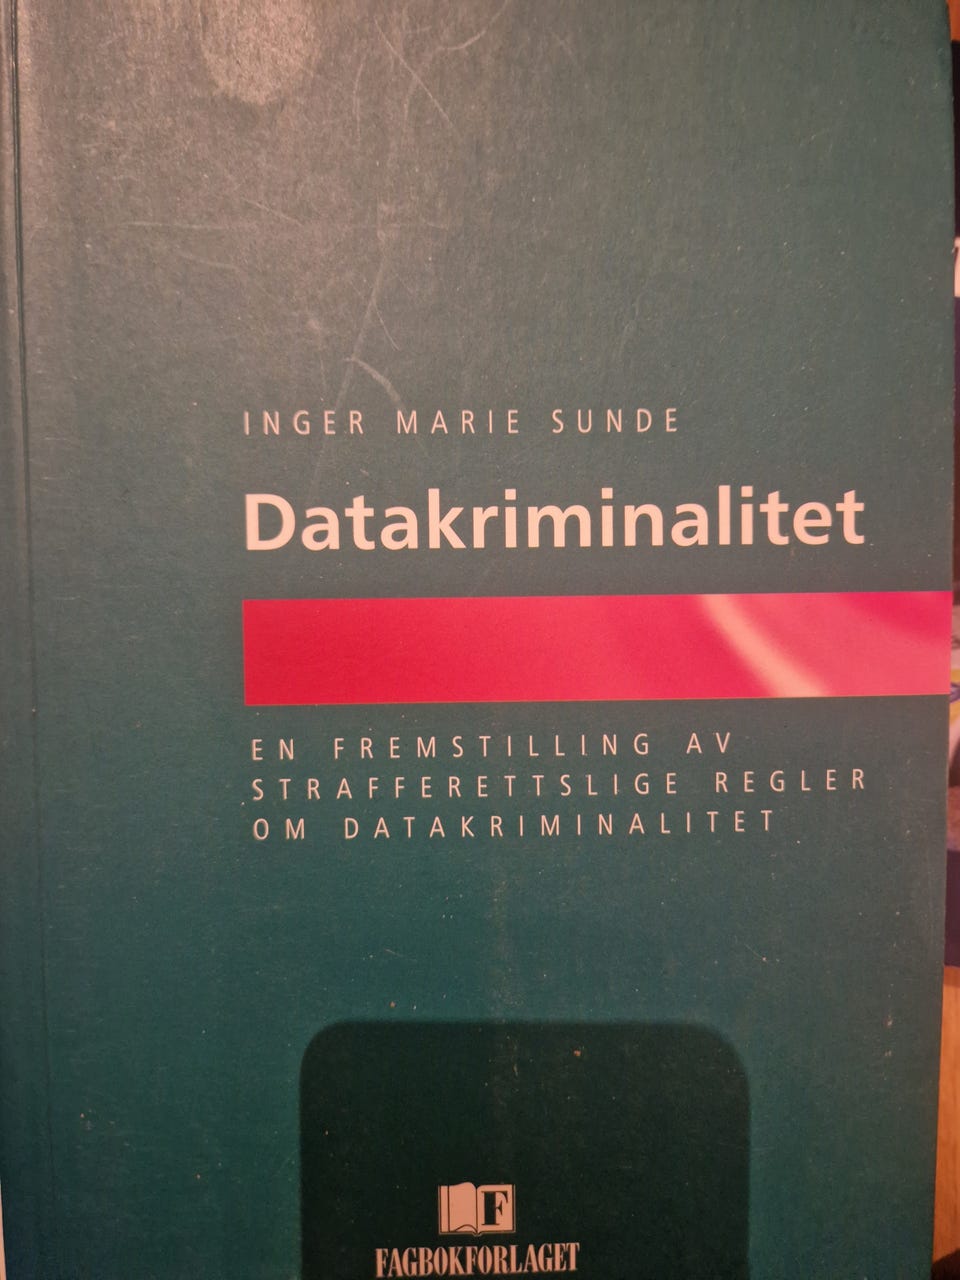 INGER MARIE SUNDE
Datakriminalitet
EN FREMSTILLING AV
STRAFFERETTSLIGE REGLER
OM DATAKRIMINALITET
F
FAGBOKFORLAGET